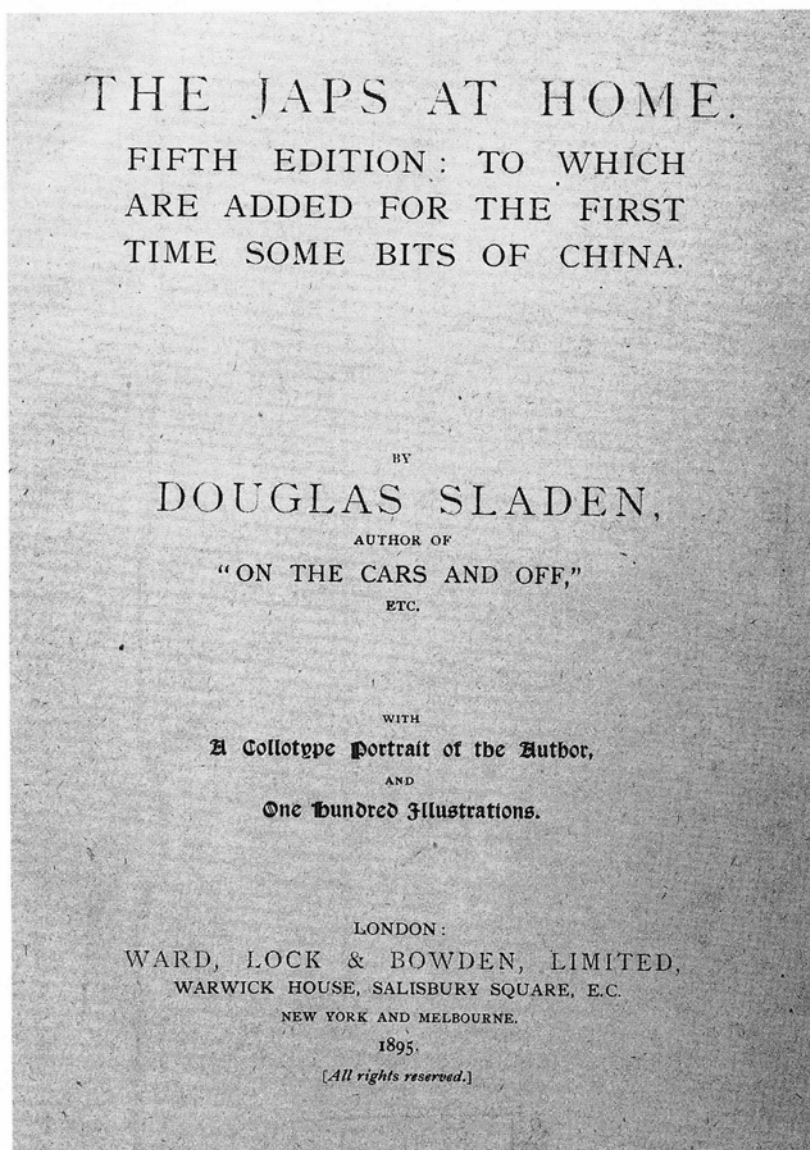 THE JAPS AT HOME.
FIFTH EDITION: TO WHICH
ARE ADDED FOR THE FIRST
TIME SOME BITS OF CHINA.
BY
DOUGLAS SLADEN,
AUTHOR OF
“ON THE CARS AND OFF,”
ETC.
WITH
A Collotype Portrait of the Author,
AND
One Hundred Illustrations.
LONDON:
WARD, LOCK & BOWDEN, LIMITED,
WARWICK HOUSE, SALISBURY SQUARE, E.C.
NEW YORK AND MELBOURNE.
1895.
[All rights reserved.]